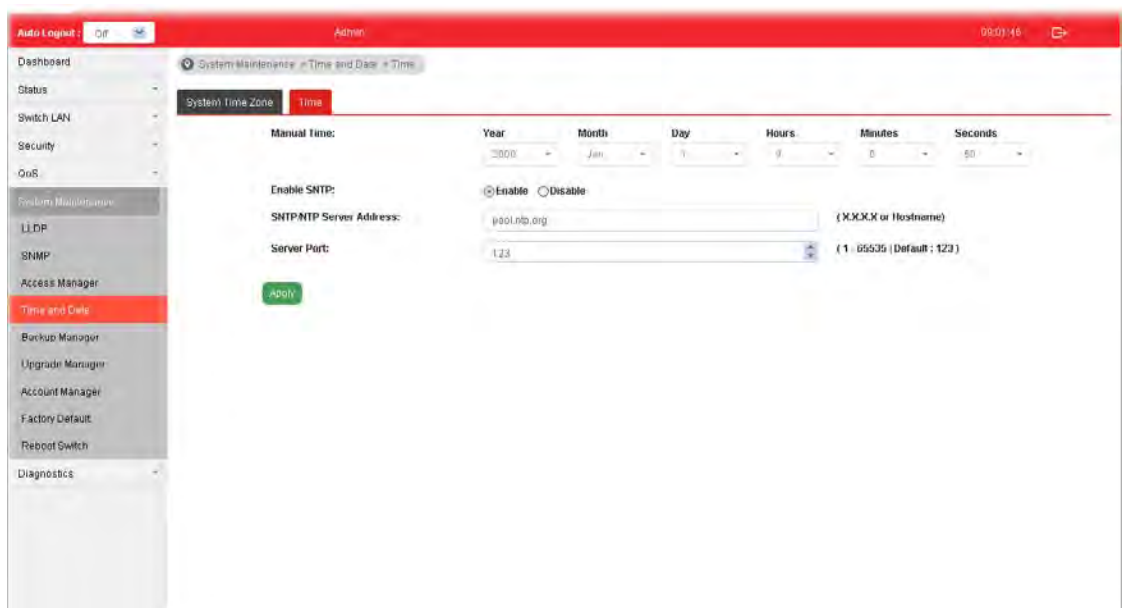 Auto Logout : Off Admin 09:01:46
Dashboard
System Maintenance » Time and Date » Time
Status
System Time Zone Time
Switch LAN
Manual Time: Year Month Day Hours Minutes Seconds
Security
2000 Jan 1 9 0 50
QoS
System Maintenance
Enable SNTP: Enable Disable
LLDP
SNTP/NTP Server Address: pool.ntp.org ( X.X.X.X or Hostname)
SNMP
Server Port: 123 ( 1 - 65535 | Default : 123 )
Access Manager
Apply
Time and Date
Backup Manager
Upgrade Manager
Account Manager
Factory Default
Reboot Switch
Diagnostics